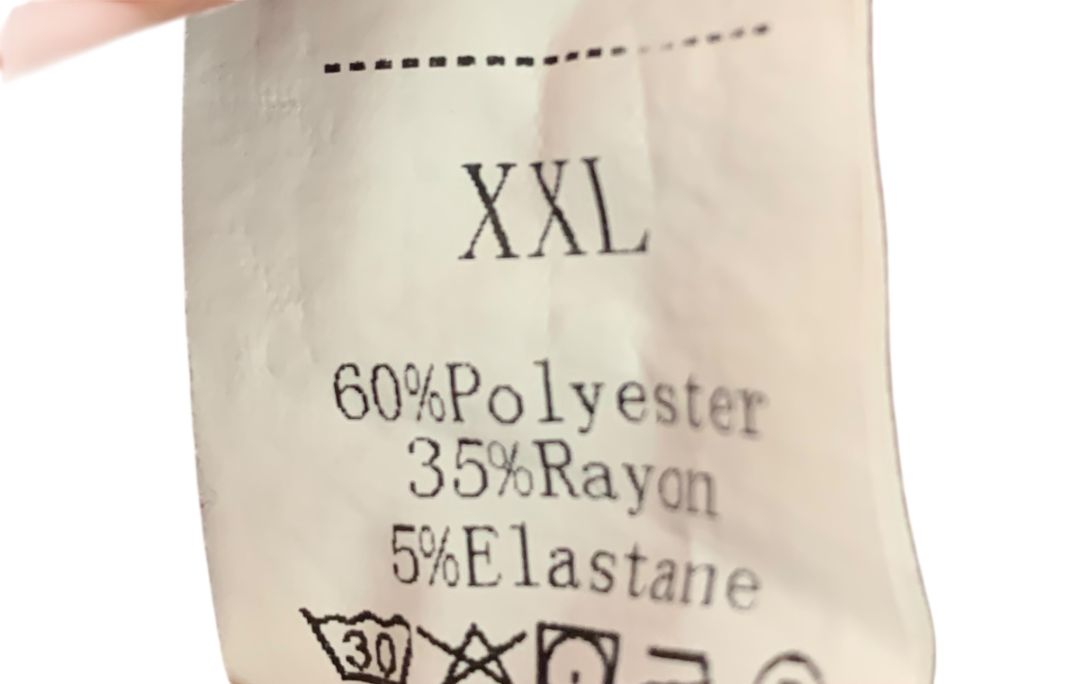 XXL
60%Polyester
35%Rayon
5%Elastane
30